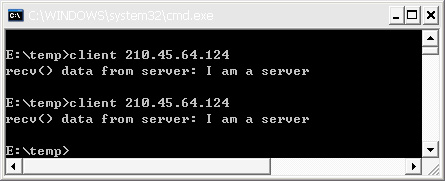 C:\WINDOWS\system32\cmd.exe
E:\temp>client 210.45.64.124
recv() data from server: I am a server
E:\temp>client 210.45.64.124
recv() data from server: I am a server
E:\temp>